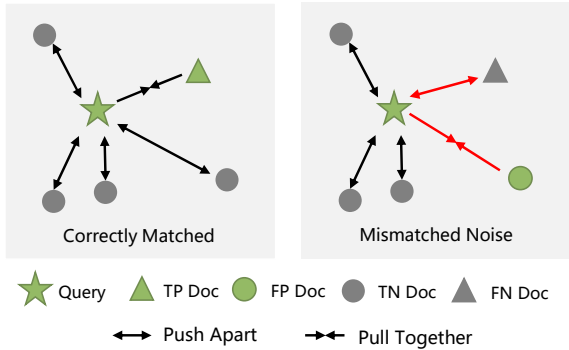 Correctly Matched
Mismatched Noise
Query TP Doc FP Doc TN Doc FN Doc
Push Apart Pull Together